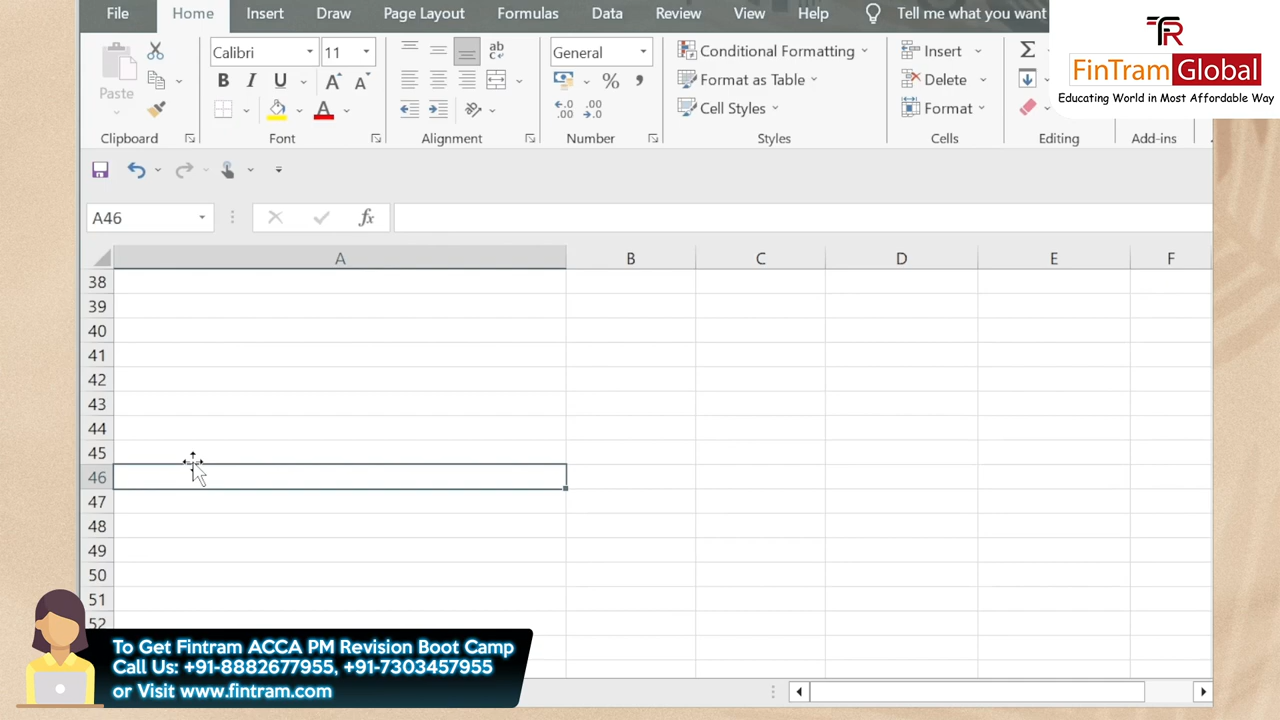 File Home Insert Draw Page Layout Formulas Data Review View Help Tell me what you want
FinTram Global
Educating World in Most Affordable Way
Paste
Calibri 11
B I U A A
A
ab
General
% ,
Conditional Formatting
Format as Table
Cell Styles
Insert
Delete
Format
Σ
Clipboard Font Alignment Number Styles Cells Editing Add-ins
A46 fx
A B C D E F
38
39
40
41
42
43
44
45
46
47
48
49
50
51
52
To Get Fintram ACCA PM Revision Boot Camp
Call Us: +91-8882677955, +91-7303457955
or Visit www.fintram.com